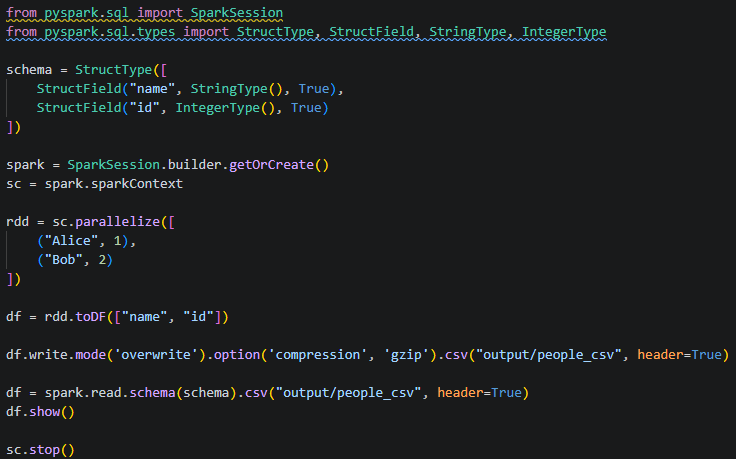 from pyspark.sql import SparkSession
from pyspark.sql.types import StructType, StructField, StringType, IntegerType
schema = StructType([
    StructField("name", StringType(), True),
    StructField("id", IntegerType(), True)
])
spark = SparkSession.builder.getOrCreate()
sc = spark.sparkContext
rdd = sc.parallelize([
    ("Alice", 1),
    ("Bob", 2)
])
df = rdd.toDF(["name", "id"])
df.write.mode('overwrite').option('compression', 'gzip').csv("output/people_csv", header=True)
df = spark.read.schema(schema).csv("output/people_csv", header=True)
df.show()
sc.stop()